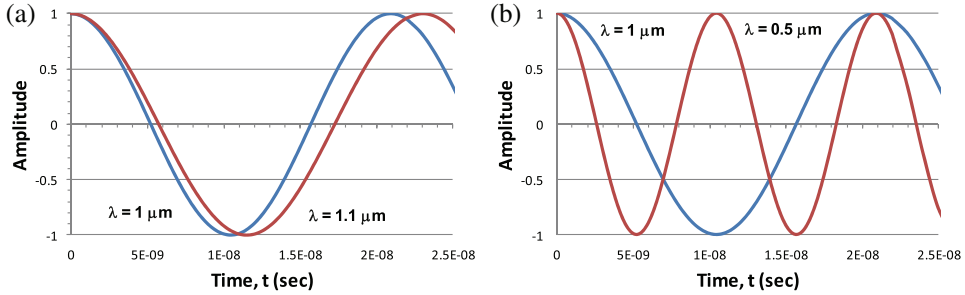 (a)
Amplitude
1
0.5
0
-0.5
-1
λ = 1 μm
λ = 1.1 μm
0
5E-09
1E-08
1.5E-08
2E-08
2.5E-08
Time, t (sec)
(b)
Amplitude
1
0.5
0
-0.5
-1
λ = 1 μm
λ = 0.5 μm
0
5E-09
1E-08
1.5E-08
2E-08
2.5E-08
Time, t (sec)